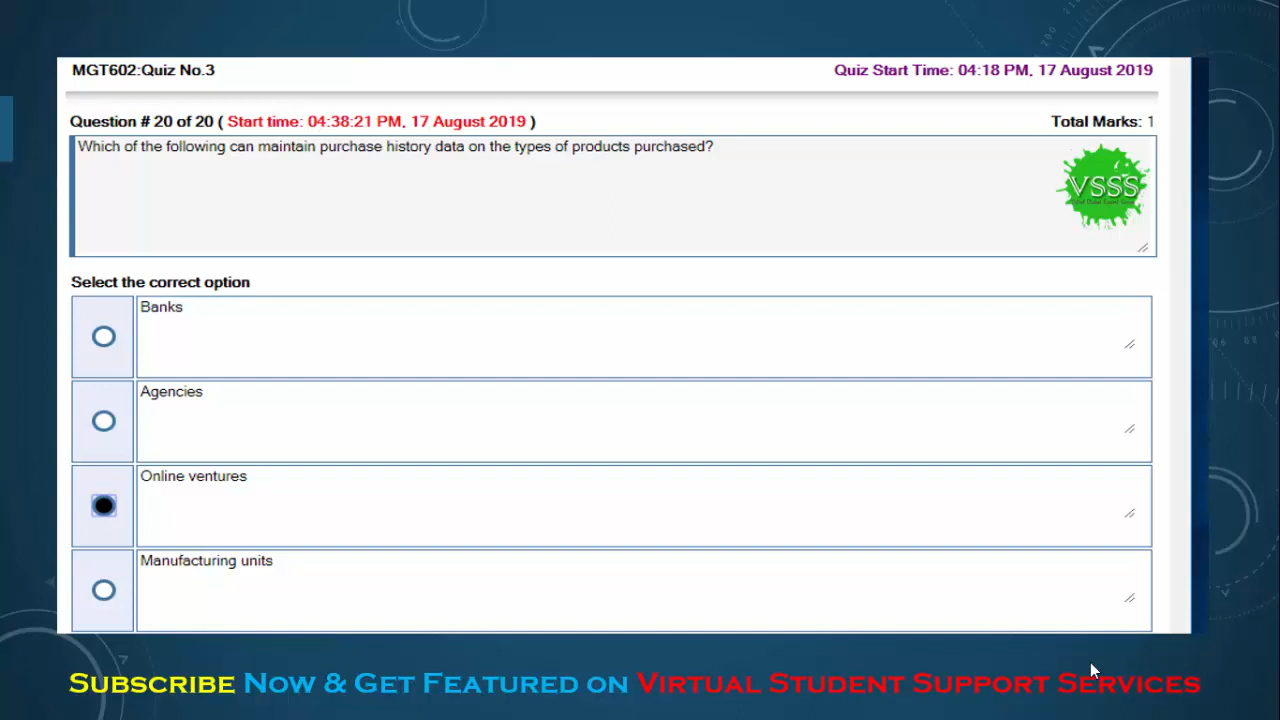 MGT602:Quiz No.3
Quiz Start Time: 04:18 PM, 17 August 2019
Question # 20 of 20 ( Start time: 04:38:21 PM, 17 August 2019 )
Total Marks: 1
Which of the following can maintain purchase history data on the types of products purchased?
VSSS
Select the correct option
Banks
Agencies
Online ventures
Manufacturing units
Subscribe Now & Get Featured on Virtual Student Support Services